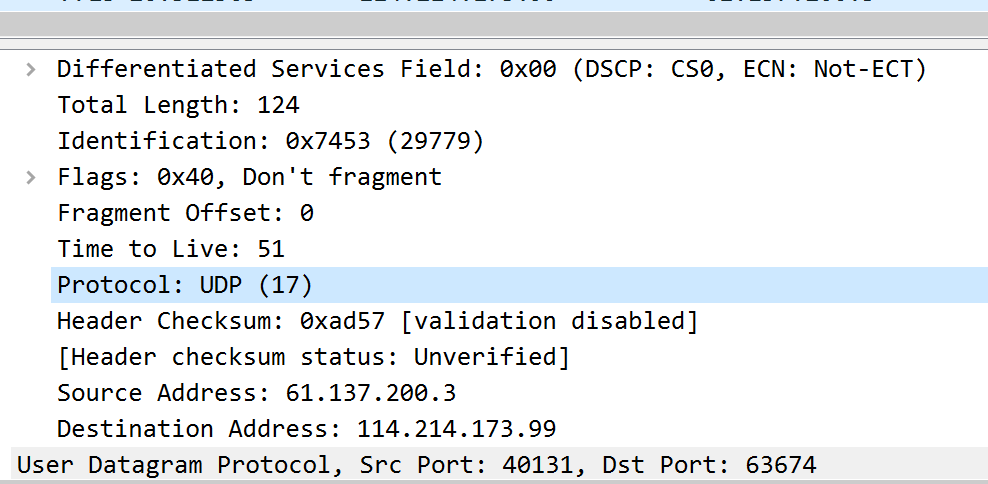 Differentiated Services Field: 0x00 (DSCP: CS0, ECN: Not-ECT)
Total Length: 124
Identification: 0x7453 (29779)
Flags: 0x40, Don't fragment
Fragment Offset: 0
Time to Live: 51
Protocol: UDP (17)
Header Checksum: 0xad57 [validation disabled]
[Header checksum status: Unverified]
Source Address: 61.137.200.3
Destination Address: 114.214.173.99
User Datagram Protocol, Src Port: 40131, Dst Port: 63674